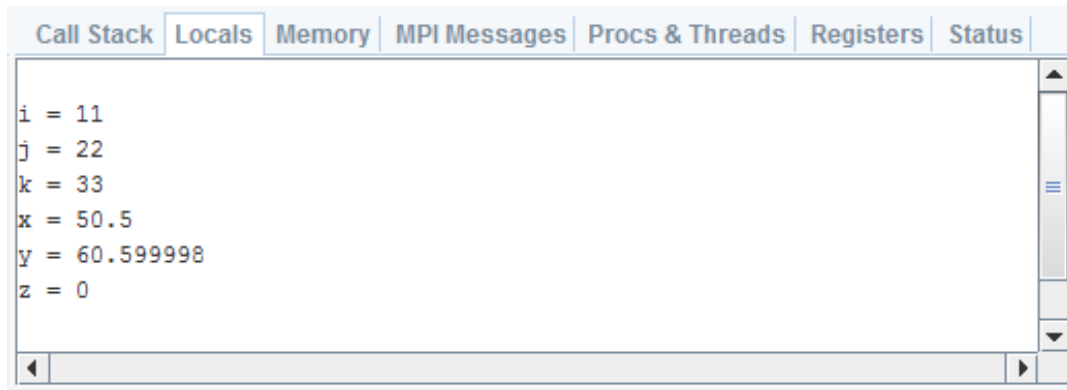 Call Stack Locals Memory MPI Messages Procs & Threads Registers Status
i = 11
j = 22
k = 33
x = 50.5
y = 60.599998
z = 0